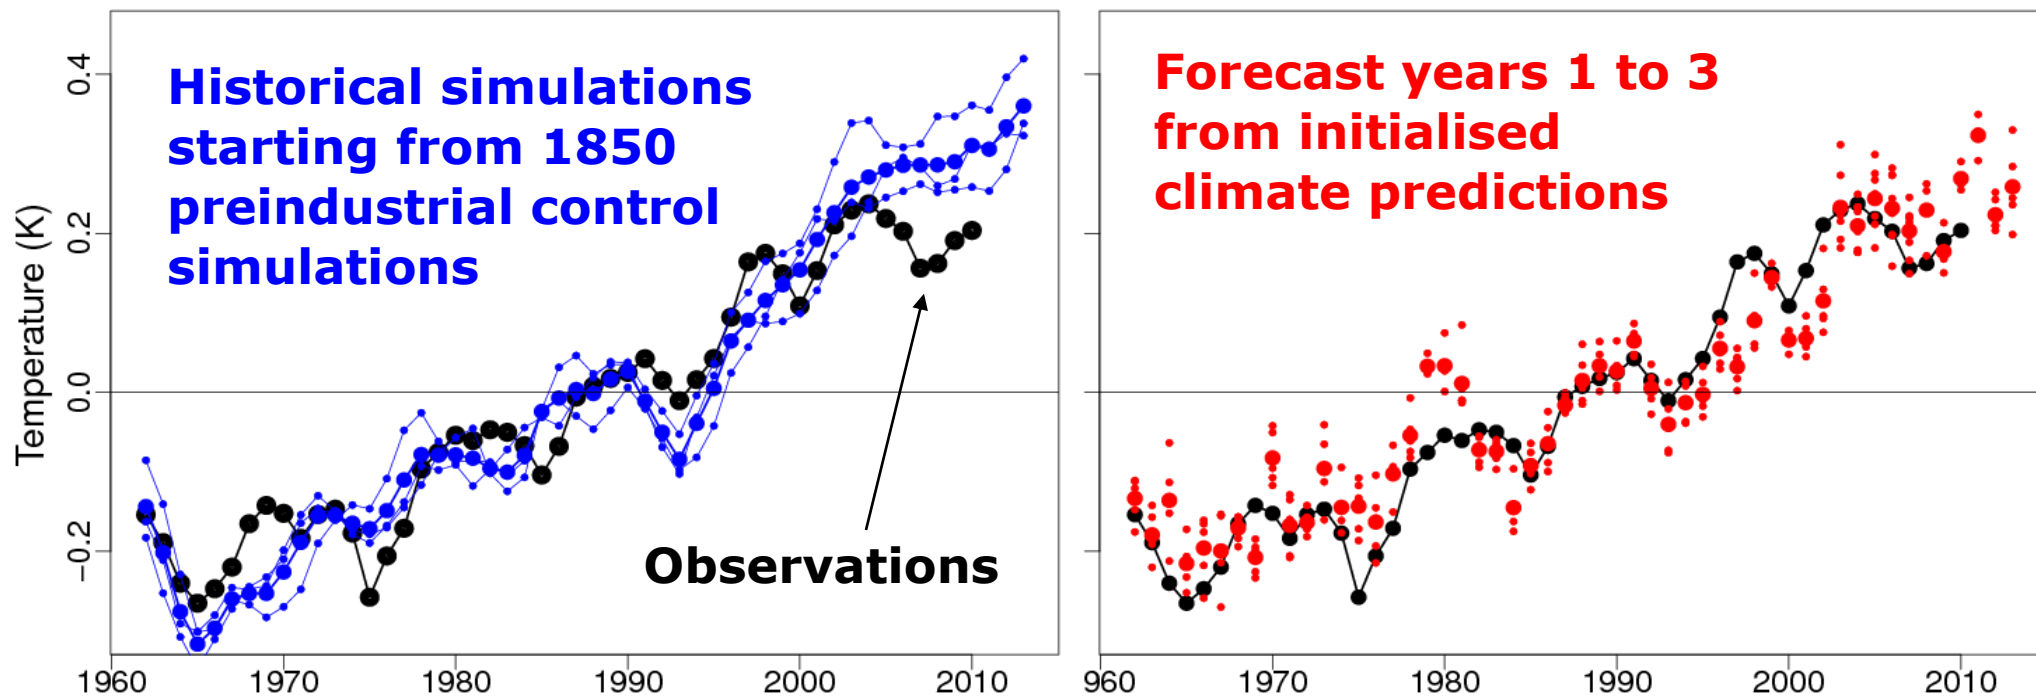 Historical simulations
starting from 1850
preindustrial control
simulations
Observations
Temperature (K)
0.4
0.2
0.0
−0.2
1960 1970 1980 1990 2000 2010
Forecast years 1 to 3
from initialised
climate predictions
960 1970 1980 1990 2000 2010